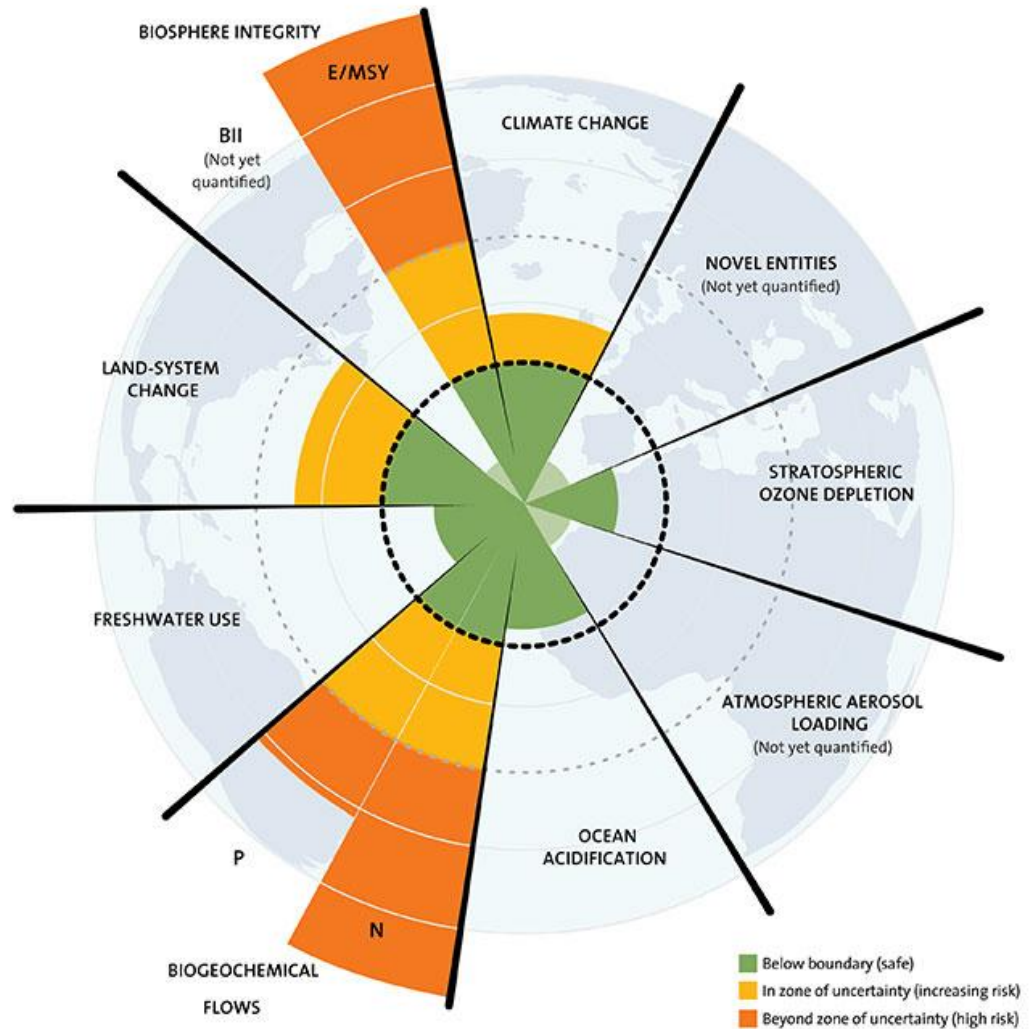 BIOSPHERE INTEGRITY
E/MSY
CLIMATE CHANGE
BII
(Not yet
quantified)
NOVEL ENTITIES
(Not yet quantified)
LAND-SYSTEM
CHANGE
STRATOSPHERIC
OZONE DEPLETION
FRESHWATER USE
ATMOSPHERIC AEROSOL
LOADING
(Not yet quantified)
OCEAN
ACIDIFICATION
P
N
BIOGEOCHEMICAL
FLOWS
Below boundary (safe)
In zone of uncertainty (increasing risk)
Beyond zone of uncertainty (high risk)